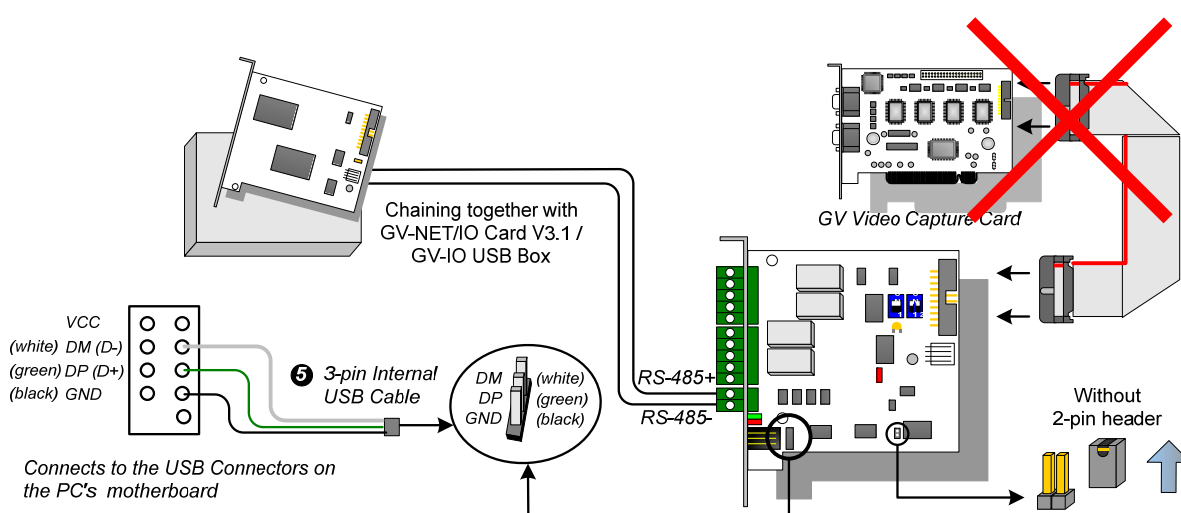 Chaining together with
GV-NET/IO Card V3.1 /
GV-IO USB Box
GV Video Capture Card
VCC
(white) DM (D-)
(green) DP (D+)
(black) GND
5 3-pin Internal
USB Cable
DM (white)
DP (green)
GND (black)
RS-485+
RS-485-
Without
2-pin header
Connects to the USB Connectors on
the PC's motherboard